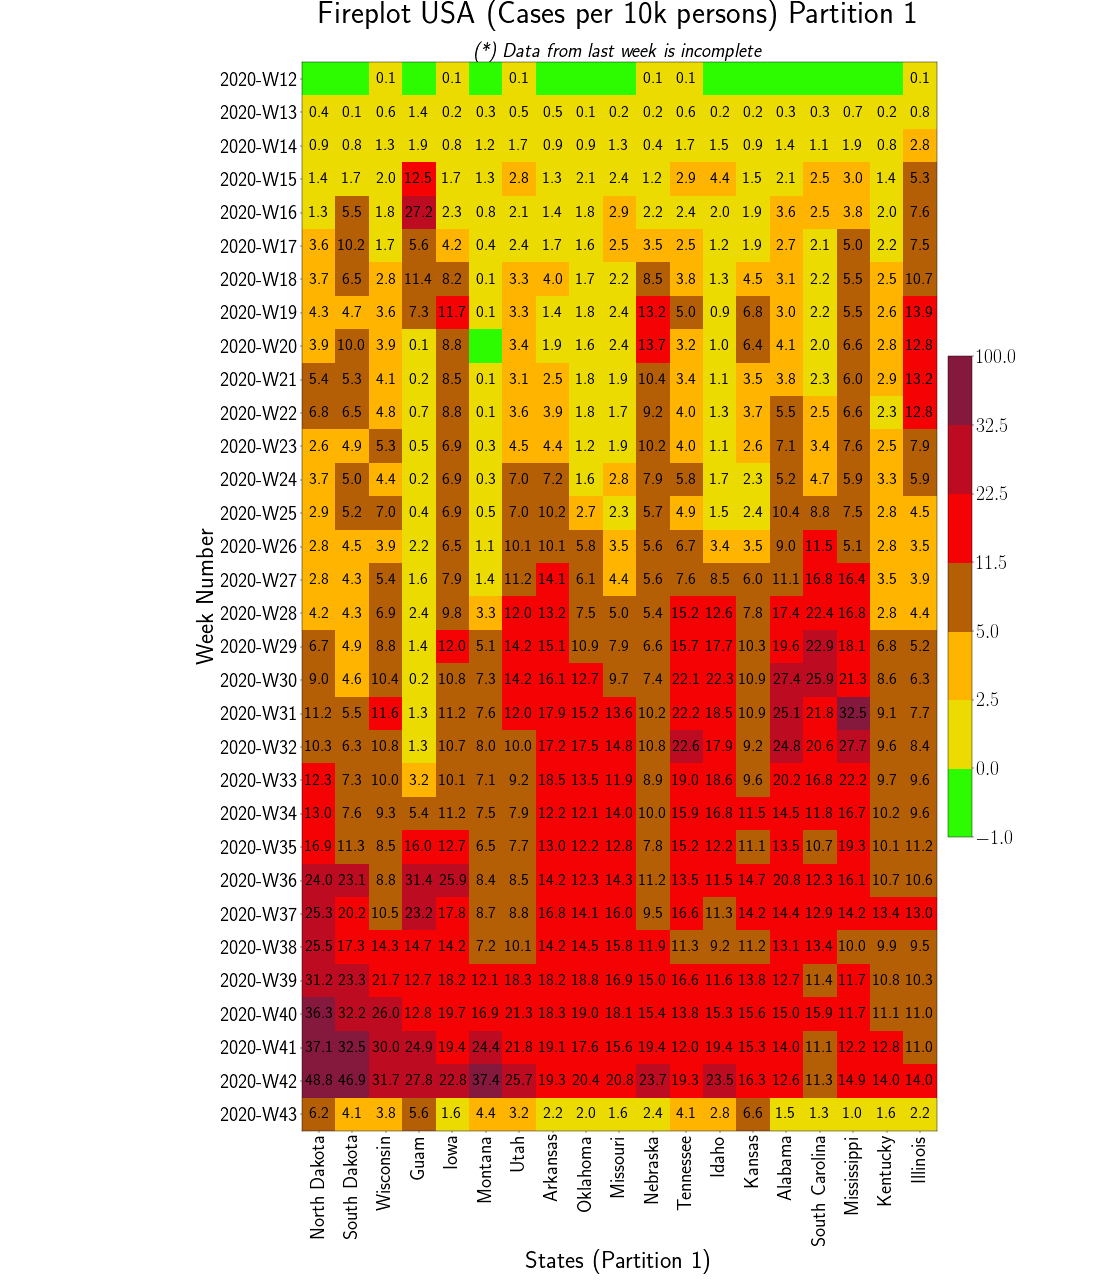 Fireplot USA (Cases per 10k persons) Partition 1
(*) Data from last week is incomplete
2020-W12 0.1 0.1 0.1 0.1 0.1 0.1
2020-W13 0.4 0.1 0.6 1.4 0.2 0.3 0.5 0.5 0.1 0.2 0.2 0.6 0.2 0.2 0.3 0.3 0.7 0.2 0.8
2020-W14 0.9 0.8 1.3 1.9 0.8 1.2 1.7 0.9 0.9 1.3 0.4 1.7 1.5 0.9 1.4 1.1 1.9 0.8 2.8
2020-W15 1.4 1.7 2.0 12.5 1.7 1.3 2.8 1.3 2.1 2.4 1.2 2.9 4.4 1.5 2.1 2.5 3.0 1.4 5.3
2020-W16 1.3 5.5 1.8 27.2 2.3 0.8 2.1 1.4 1.8 2.9 2.2 2.4 2.0 1.9 3.6 2.5 3.8 2.0 7.6
2020-W17 3.6 10.2 1.7 5.6 4.2 0.4 2.4 1.7 1.6 2.5 3.5 2.5 1.2 1.9 2.7 2.1 5.0 2.2 7.5
2020-W18 3.7 6.5 2.8 11.4 8.2 0.1 3.3 4.0 1.7 2.2 8.5 3.8 1.3 4.5 3.1 2.2 5.5 2.5 10.7
2020-W19 4.3 4.7 3.6 7.3 11.7 0.1 3.3 1.4 1.8 2.4 13.2 5.0 0.9 6.8 3.0 2.2 5.5 2.6 13.9
2020-W20 3.9 10.0 3.9 0.1 8.8 3.4 1.9 1.6 2.4 13.7 3.2 1.0 6.4 4.1 2.0 6.6 2.8 12.8
2020-W21 5.4 5.3 4.1 0.2 8.5 0.1 3.1 2.5 1.8 1.9 10.4 3.4 1.1 3.5 3.8 2.3 6.0 2.9 13.2
2020-W22 6.8 6.5 4.8 0.7 8.8 0.1 3.6 3.9 1.8 1.7 9.2 4.0 1.3 3.7 5.5 2.5 6.6 2.3 12.8
2020-W23 2.6 4.9 5.3 0.5 6.9 0.3 4.5 4.4 1.2 1.9 10.2 4.0 1.1 2.6 7.1 3.4 7.6 2.5 7.9
2020-W24 3.7 5.0 4.4 0.2 6.9 0.3 7.0 7.2 1.6 2.8 7.9 5.8 1.7 2.3 5.2 4.7 5.9 3.3 5.9
2020-W25 2.9 5.2 7.0 0.4 6.9 0.5 7.0 10.2 2.7 2.3 5.7 4.9 1.5 2.4 10.4 8.8 7.5 2.8 4.5
2020-W26 2.8 4.5 3.9 2.2 6.5 1.1 10.1 10.1 5.8 3.5 5.6 6.7 3.4 3.5 9.0 11.5 5.1 2.8 3.5
2020-W27 2.8 4.3 5.4 1.6 7.9 1.4 11.2 14.1 6.1 4.4 5.6 7.6 8.5 6.0 11.1 16.8 16.4 3.5 3.9
2020-W28 4.2 4.3 6.9 2.4 9.8 3.3 12.0 13.2 7.5 5.0 5.4 15.2 12.6 7.8 17.4 22.4 16.8 2.8 4.4
2020-W29 6.7 4.9 8.8 1.4 12.0 5.1 14.2 15.1 10.9 7.9 6.6 15.7 17.7 10.3 19.6 22.9 18.1 6.8 5.2
2020-W30 9.0 4.6 10.4 0.2 10.8 7.3 14.2 16.1 12.7 9.7 7.4 22.1 22.3 10.9 27.4 25.9 21.3 8.6 6.3
2020-W31 11.2 5.5 11.6 1.3 11.2 7.6 12.0 17.9 15.2 13.6 10.2 22.2 18.5 10.9 25.1 21.8 32.5 9.1 7.7
2020-W32 10.3 6.3 10.8 1.3 10.7 8.0 10.0 17.2 17.5 14.8 10.8 22.6 17.9 9.2 24.8 20.6 27.7 9.6 8.4
2020-W33 12.3 7.3 10.0 3.2 10.1 7.1 9.2 18.5 13.5 11.9 8.9 19.0 18.6 9.6 20.2 16.8 22.2 9.7 9.6
2020-W34 13.0 7.6 9.3 5.4 11.2 7.5 7.9 12.2 12.1 14.0 10.0 15.9 16.8 11.5 14.5 11.8 16.7 10.2 9.6
2020-W35 16.9 11.3 8.5 16.0 12.7 6.5 7.7 13.0 12.2 12.8 7.8 15.2 12.2 11.1 13.5 10.7 19.3 10.1 11.2
2020-W36 24.0 23.1 8.8 31.4 25.9 8.4 8.5 14.2 12.3 14.3 11.2 13.5 11.5 14.7 20.8 12.3 16.1 10.7 10.6
2020-W37 25.3 20.2 10.5 23.2 17.8 8.7 8.8 16.8 14.1 16.0 9.5 16.6 11.3 14.2 14.4 12.9 14.2 13.4 13.0
2020-W38 25.5 17.3 14.3 14.7 14.2 7.2 10.1 14.2 14.5 15.8 11.9 11.3 9.2 11.2 13.1 13.4 10.0 9.9 9.5
2020-W39 31.2 23.3 21.7 12.7 18.2 12.1 18.3 18.2 18.8 16.9 15.0 16.6 11.6 13.8 12.7 11.4 11.7 10.8 10.3
2020-W40 36.3 32.2 26.0 12.8 19.7 16.9 21.3 18.3 19.0 18.1 15.4 13.8 15.3 15.6 15.0 15.9 11.7 11.1 11.0
2020-W41 37.1 32.5 30.0 24.9 19.4 24.4 21.8 19.1 17.6 15.6 19.4 12.0 19.4 15.3 14.0 11.1 12.2 12.8 11.0
2020-W42 48.8 46.9 31.7 27.8 22.8 37.4 25.7 19.3 20.4 20.8 23.7 19.3 23.5 16.3 12.6 11.3 14.9 14.0 14.0
2020-W43 6.2 4.1 3.8 5.6 1.6 4.4 3.2 2.2 2.0 1.6 2.4 4.1 2.8 6.6 1.5 1.3 1.0 1.6 2.2
Week Number
North Dakota
South Dakota
Wisconsin
Guam
Iowa
Montana
Utah
Arkansas
Oklahoma
Missouri
Nebraska
Tennessee
Idaho
Kansas
Alabama
South Carolina
Mississippi
Kentucky
Illinois
States (Partition 1)
100.0
32.5
22.5
11.5
5.0
2.5
0.0
−1.0